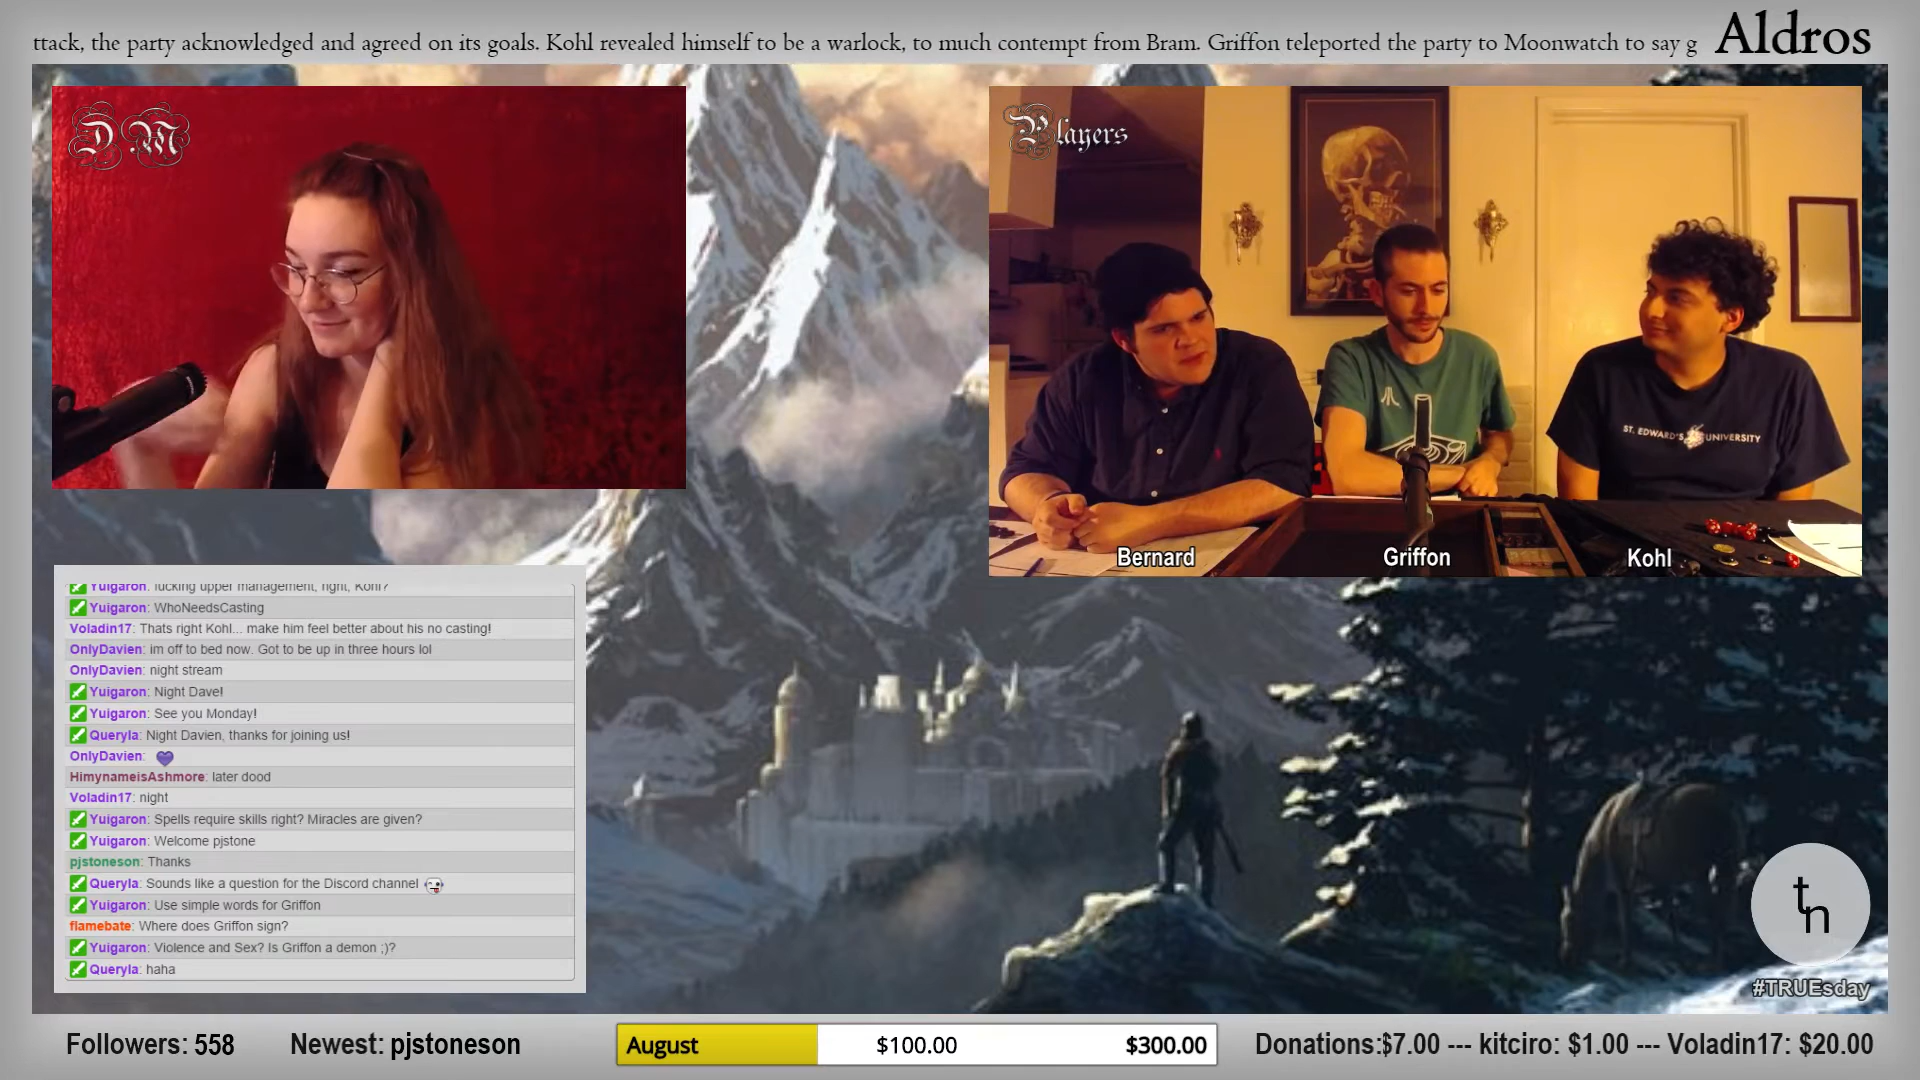 ttack, the party acknowledged and agreed on its goals. Kohl revealed himself to be a warlock, to much contempt from Bram. Griffon teleported the party to Moonwatch to say g
Aldros
DM
Players
ST. EDWARD'S UNIVERSITY
Bernard
Griffon
Kohl
Yuigaron: fucking upper management, right, Kohl?
Yuigaron: WhoNeedsCasting
Voladin17: Thats right Kohl... make him feel better about his no casting!
OnlyDavien: im off to bed now. Got to be up in three hours lol
OnlyDavien: night stream
Yuigaron: Night Dave!
Yuigaron: See you Monday!
Queryla: Night Davien, thanks for joining us!
OnlyDavien:
HimynameisAshmore: later dood
Voladin17: night
Yuigaron: Spells require skills right? Miracles are given?
Yuigaron: Welcome pjstone
pjstoneson: Thanks
Queryla: Sounds like a question for the Discord channel
Yuigaron: Use simple words for Griffon
flamebate: Where does Griffon sign?
Yuigaron: Violence and Sex? Is Griffon a demon ;)?
Queryla: haha
tn
#TRUEsday
Followers: 558
Newest: pjstoneson
August
$100.00
$300.00
Donations:$7.00 --- kitciro: $1.00 --- Voladin17: $20.00